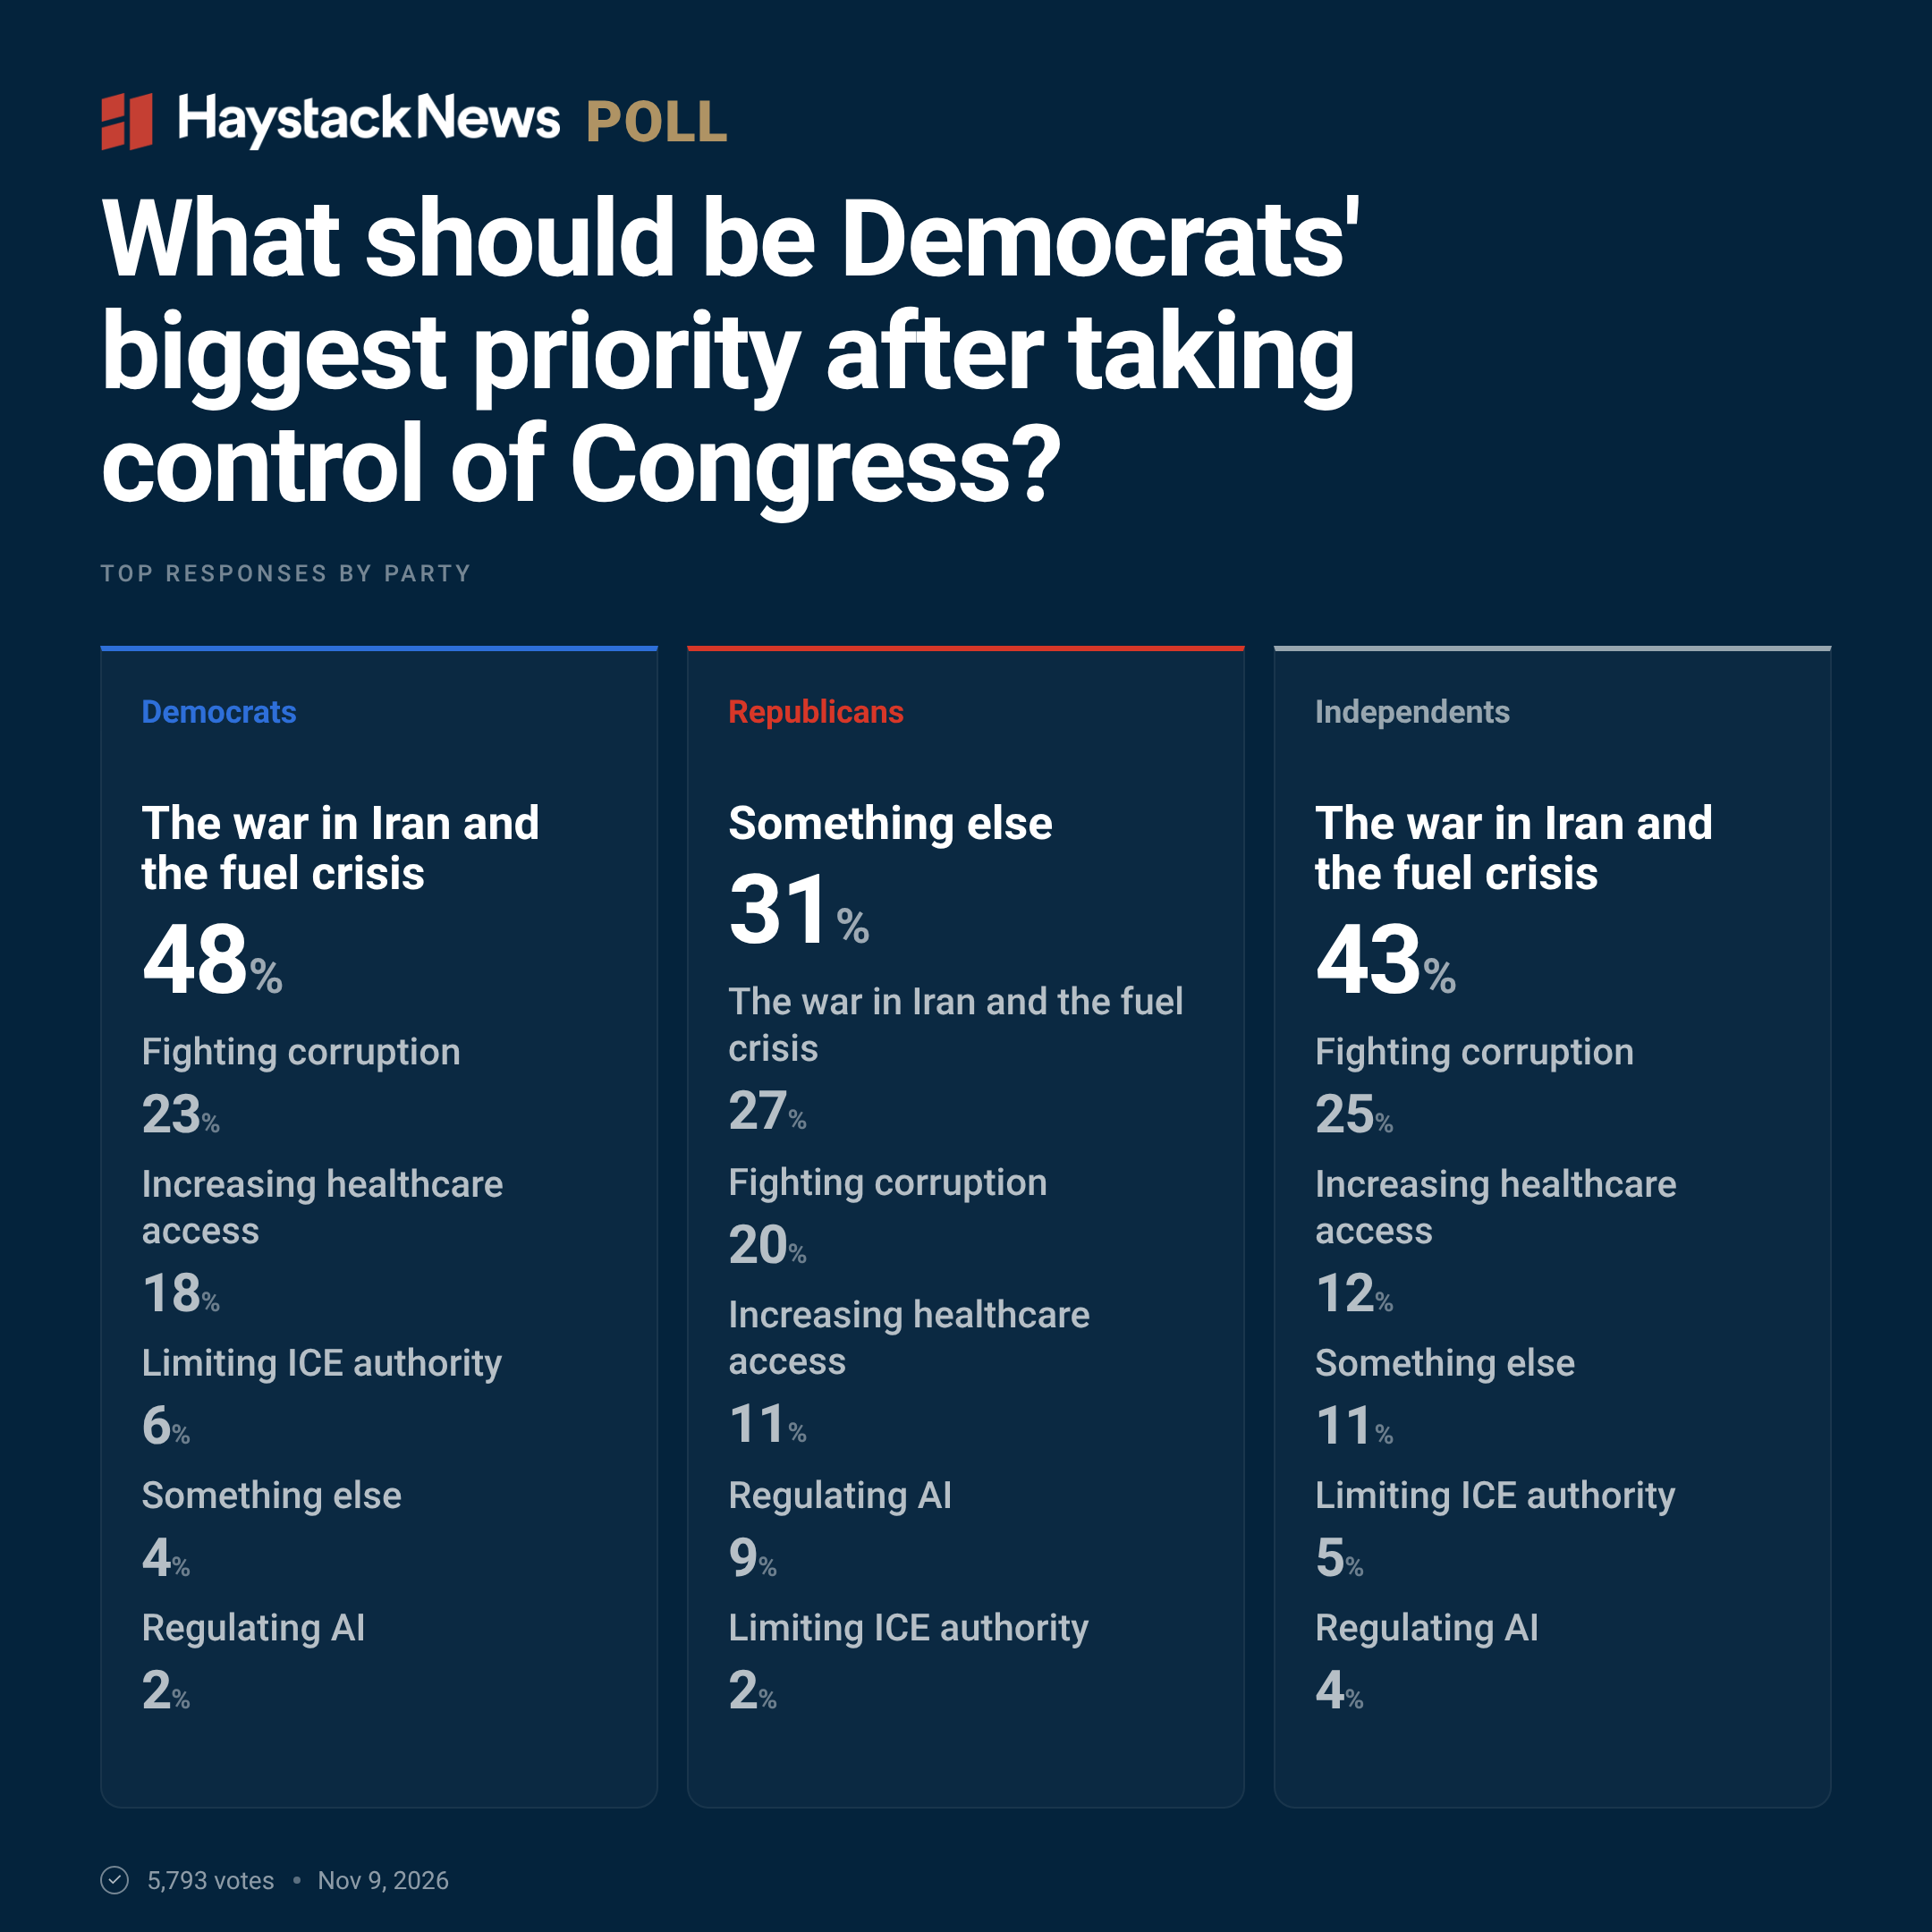 HaystackNews POLL
What should be Democrats'
biggest priority after taking
control of Congress?
TOP RESPONSES BY PARTY
Democrats
The war in Iran and
the fuel crisis
48%
Fighting corruption
23%
Increasing healthcare
access
18%
Limiting ICE authority
6%
Something else
4%
Regulating AI
2%
Republicans
Something else
31%
The war in Iran and the fuel
crisis
27%
Fighting corruption
20%
Increasing healthcare
access
11%
Regulating AI
9%
Limiting ICE authority
2%
Independents
The war in Iran and
the fuel crisis
43%
Fighting corruption
25%
Increasing healthcare
access
12%
Something else
11%
Limiting ICE authority
5%
Regulating AI
4%
5,793 votes • Nov 9, 2026